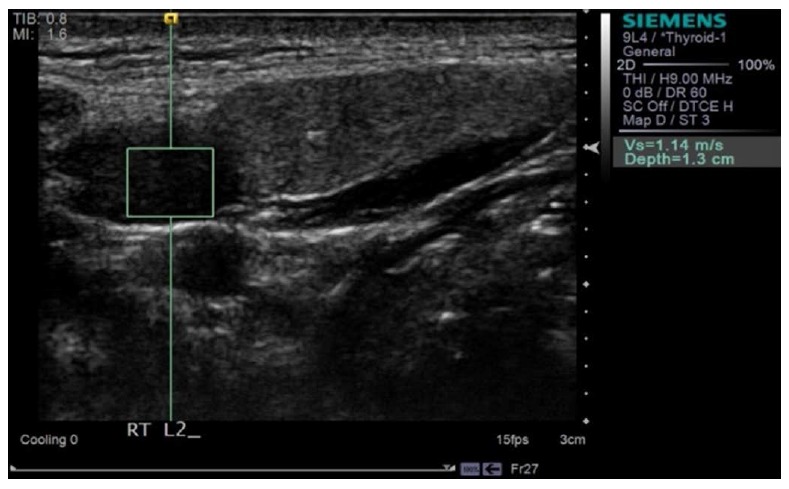 TIB: 0.8
MI: 1.6
SIEMENS
9L4 / *Thyroid-1
General
2D 100%
THI / H9.00 MHz
0 dB / DR 60
SC Off / DTCE H
Map D / ST 3
Vs=1.14 m/s
Depth=1.3 cm
RT L2_
Cooling 0 15fps 3cm
Fr27